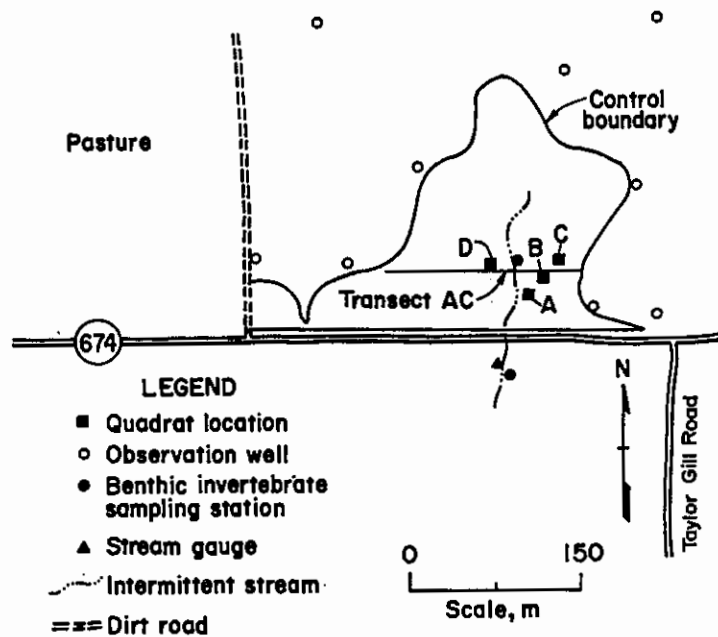 Pasture
Control
boundary
D
B
C
Transect AC
A
674
N
LEGEND
Quadrat location
Observation well
Benthic invertebrate
sampling station
Stream gauge
Intermittent stream
Dirt road
0 150
Scale, m
Taylor Gill Road